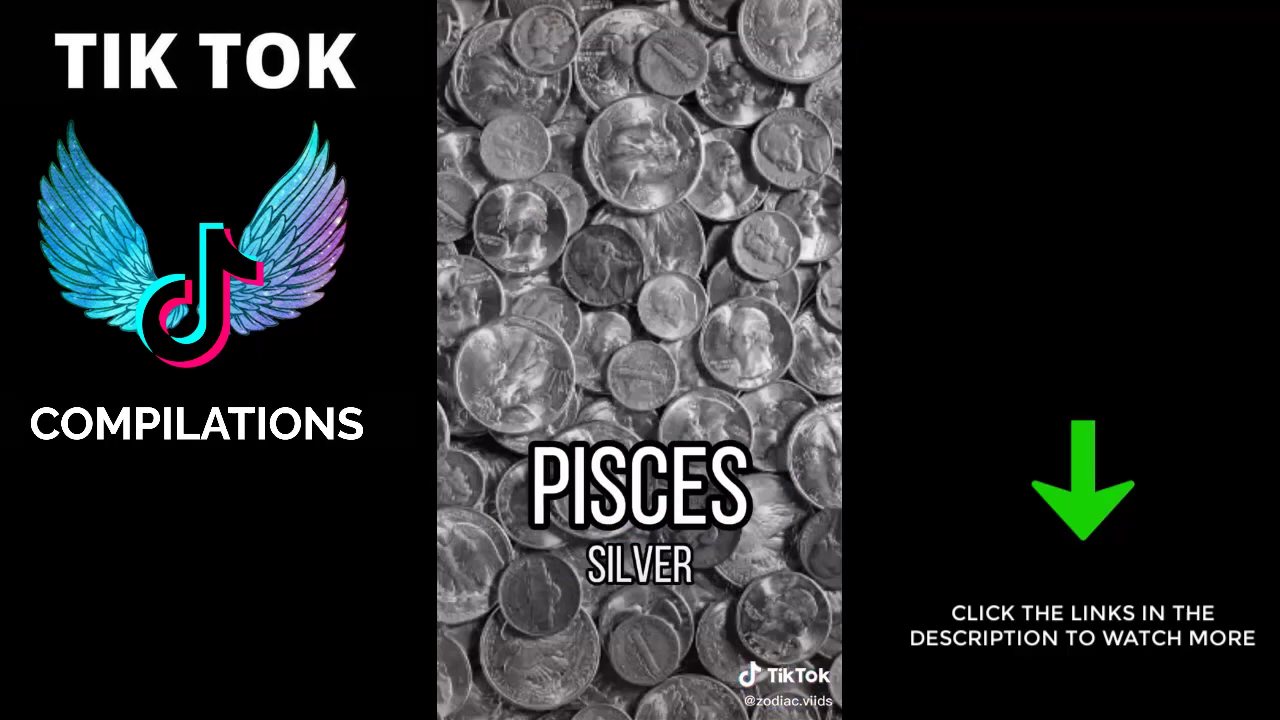 TIK TOK
COMPILATIONS
PISCES
SILVER
TikTok
@zodiac.viids
CLICK THE LINKS IN THE
DESCRIPTION TO WATCH MORE